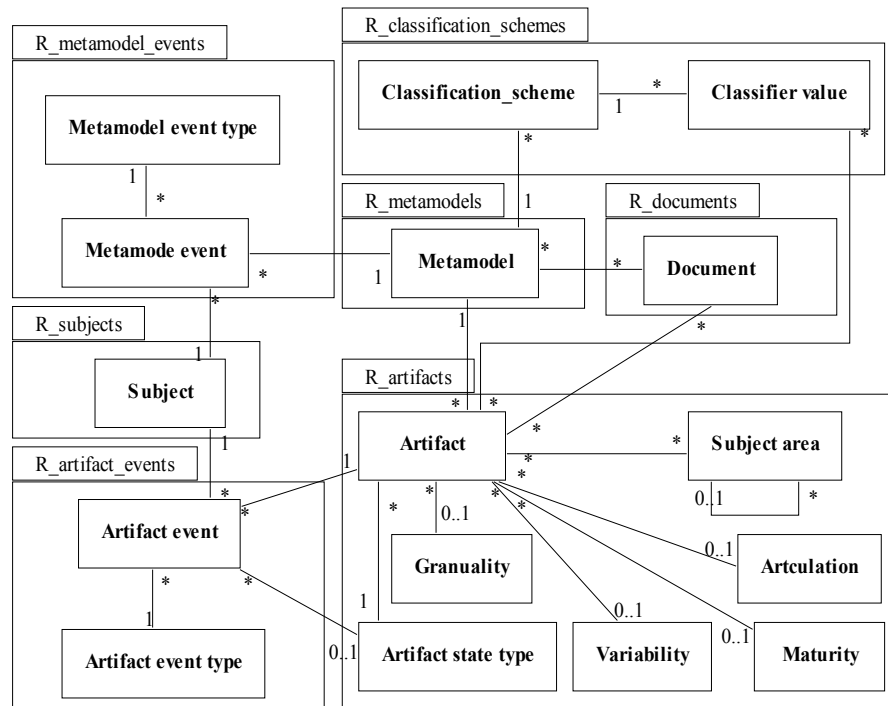 R_classification_schemes
R_metamodel_events
Classification_scheme
1
*
Classifier value
*
*
Metamodel event type
1
*
1
R_metamodels
R_documents
Metamode event
*
1
Metamodel
*
*
Document
*
*
1
R_subjects
1
Subject
1
R_artifacts
*
*
*
Artifact
*
*
*
Subject area
0..1
*
R_artifact_events
1
*
*
Artifact event
*
*
*
*
*
*
0..1
Granuality
0..1
Artculation
1
Artifact event type
1
0..1
Artifact state type
0..1
Variability
0..1
Maturity